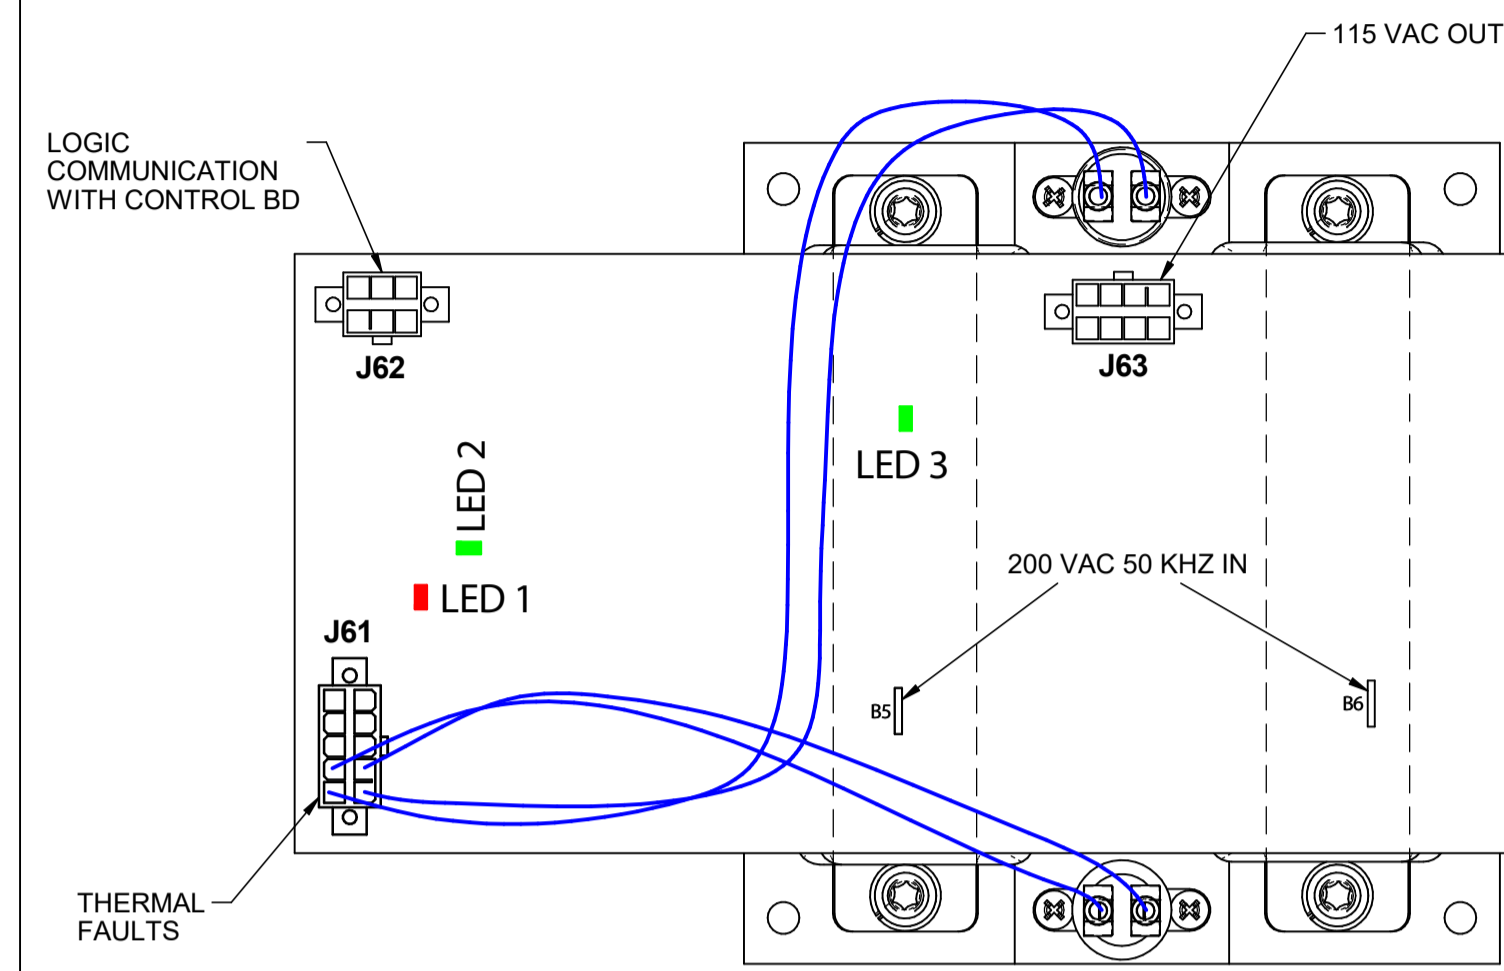 115 VAC OUT
LOGIC
COMMUNICATION
WITH CONTROL BD
J62
J63
LED 2
LED 3
200 VAC 50 KHZ IN
LED 1
J61
B5
B6
THERMAL
FAULTS